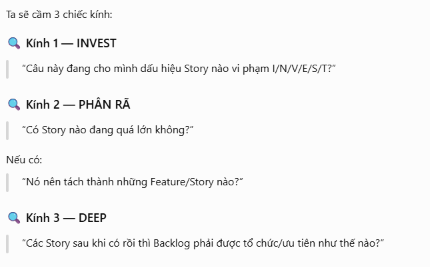 Ta sẽ cầm 3 chiếc kính:
🔍 Kính 1 — INVEST
“Câu này đang cho mình dấu hiệu Story nào vi phạm I/N/V/E/S/T?”
🔍 Kính 2 — PHÂN RÃ
“Có Story nào đang quá lớn không?”
Nếu có:
“Nó nên tách thành những Feature/Story nào?”
🔍 Kính 3 — DEEP
“Các Story sau khi có rồi thì Backlog phải được tổ chức/ưu tiên như thế nào?”